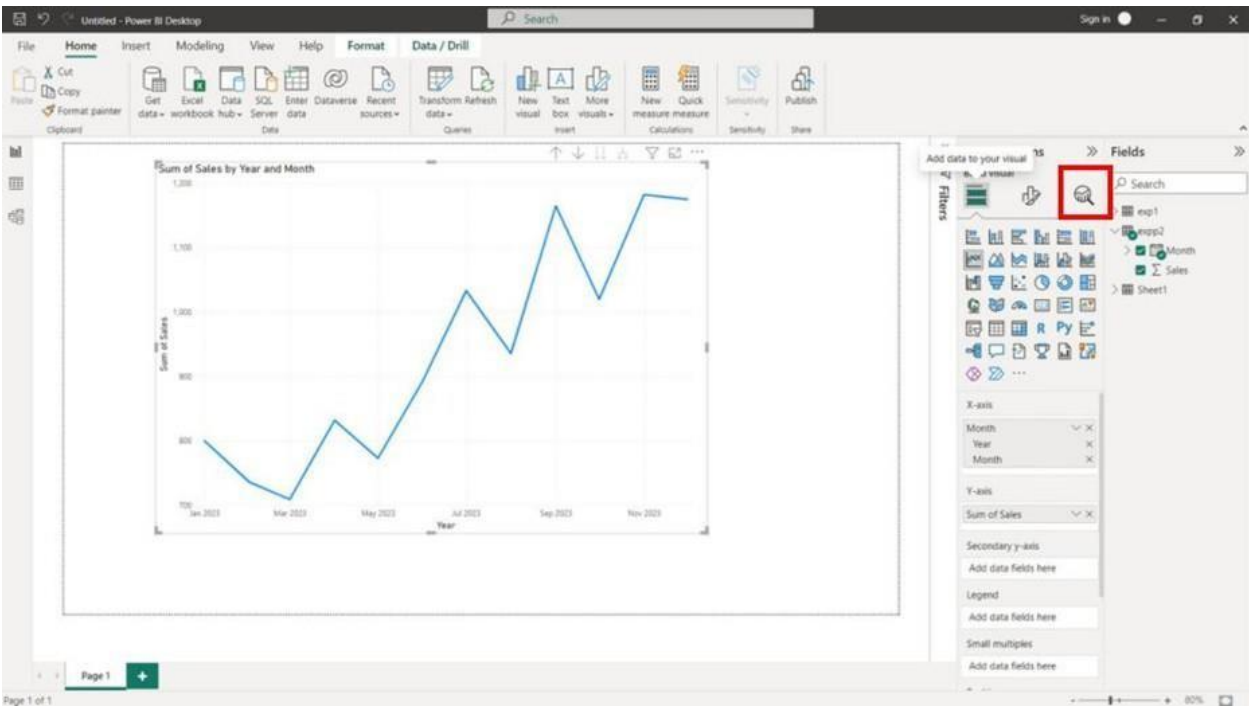 Untitled - Power BI Desktop
Search
Sign in
File Home Insert Modeling View Help Format Data / Drill
Paste
Cut
Copy
Format painter
Clipboard
Get data
Excel workbook
Data hub
SQL Server
Enter data
Dataverse
Recent sources
Data
Transform data
Refresh
Queries
New visual
Text box
More visuals
Insert
New measure
Quick measure
Calculations
Sensitivity
Sensitivity
Publish
Share
Sum of Sales by Year and Month
1,200
1,100
1,000
900
800
700
Sum of Sales
Jan 2023 Mar 2023 May 2023 Jul 2023 Sep 2023 Nov 2023
Year
Filters
Add data to your visual
ns
X-axis
Month
Year
Month
Y-axis
Sum of Sales
Secondary y-axis
Add data fields here
Legend
Add data fields here
Small multiples
Add data fields here
R Py
Fields
Search
exp1
expp2
Month
Sales
Sheet1
Page 1
Page 1 of 1
80%